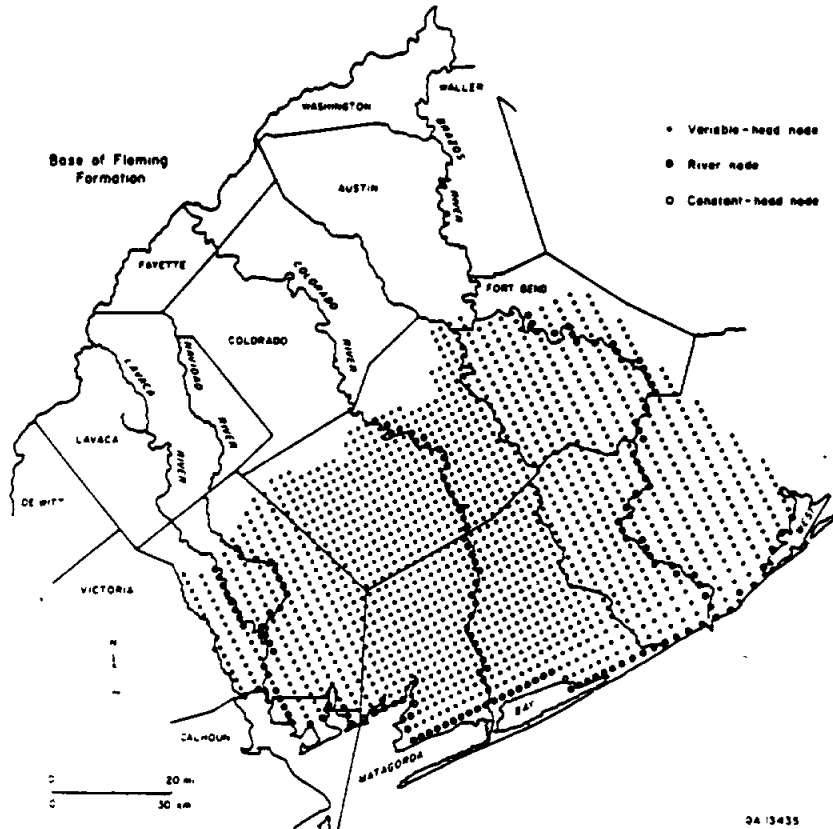 WALLER
WASHINGTON
BRAZOS
RIVER
• Variable-head node
Base of Fleming
Formation
River node
AUSTIN
Constant-head node
FAYETTE
COLORADO
RIVER
FORT BEND
COLORADO
NAVIDAD
RIVER
LAVACA
RIVER
LAVACA
DE WITT
WEST
VICTORIA
N
CALHOUN
BAY
MATAGORDA
0 20 mi
0 30 km
QA 13435